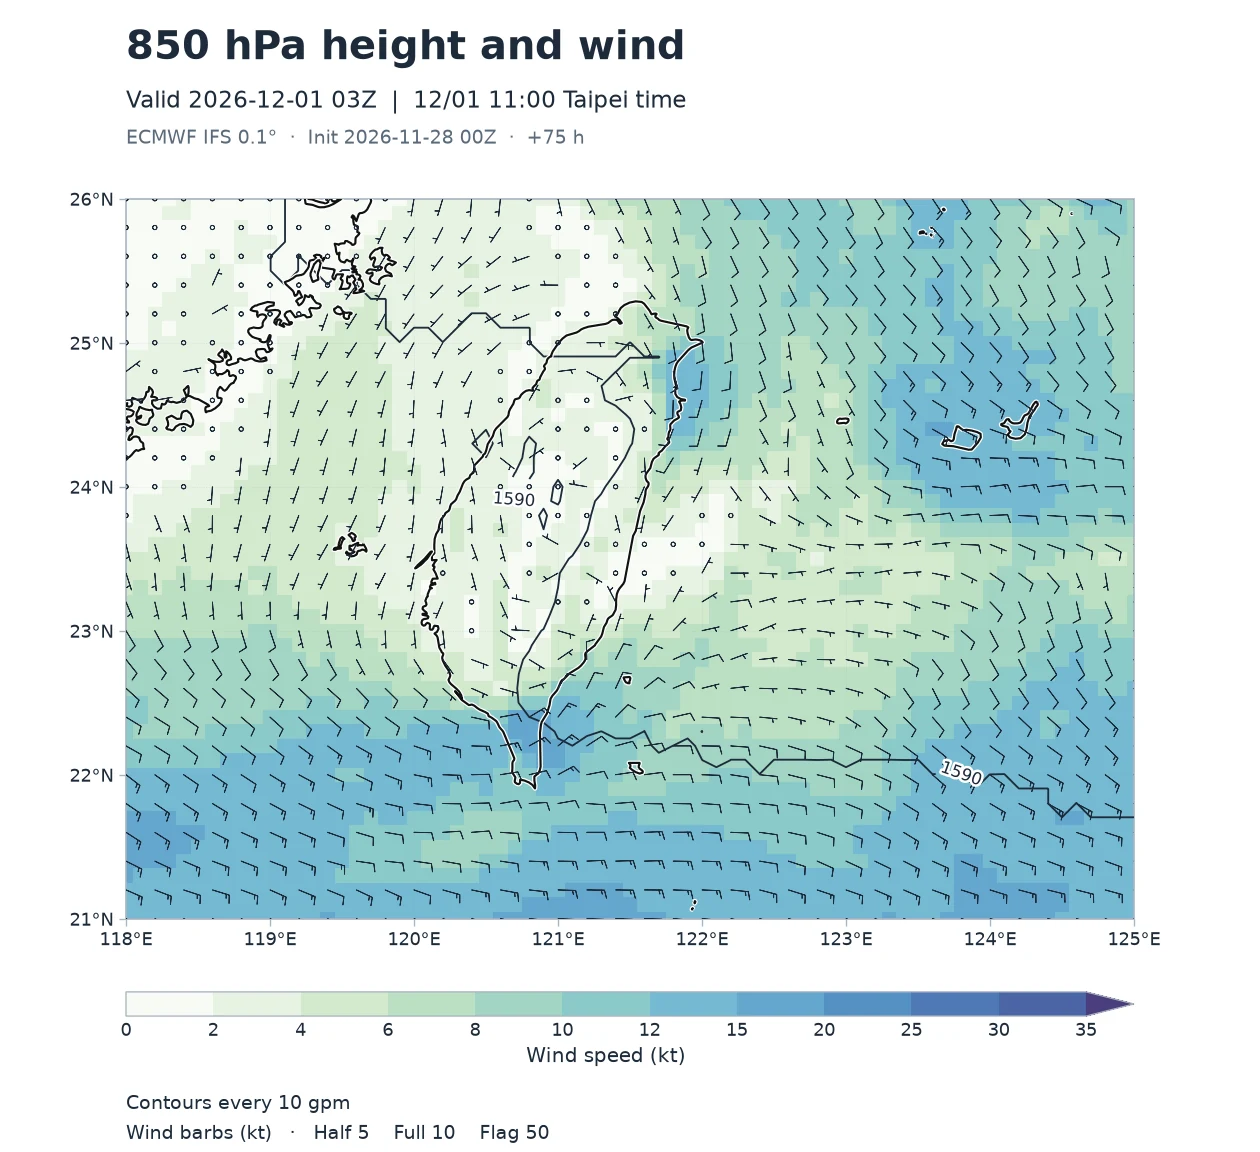 850 hPa height and wind
Valid 2026-12-01 03Z | 12/01 11:00 Taipei time
ECMWF IFS 0.1° · Init 2026-11-28 00Z · +75 h
26°N
25°N
24°N
23°N
22°N
21°N
1590
1590
118°E 119°E 120°E 121°E 122°E 123°E 124°E 125°E
0 2 4 6 8 10 12 15 20 25 30 35
Wind speed (kt)
Contours every 10 gpm
Wind barbs (kt) · Half 5 Full 10 Flag 50